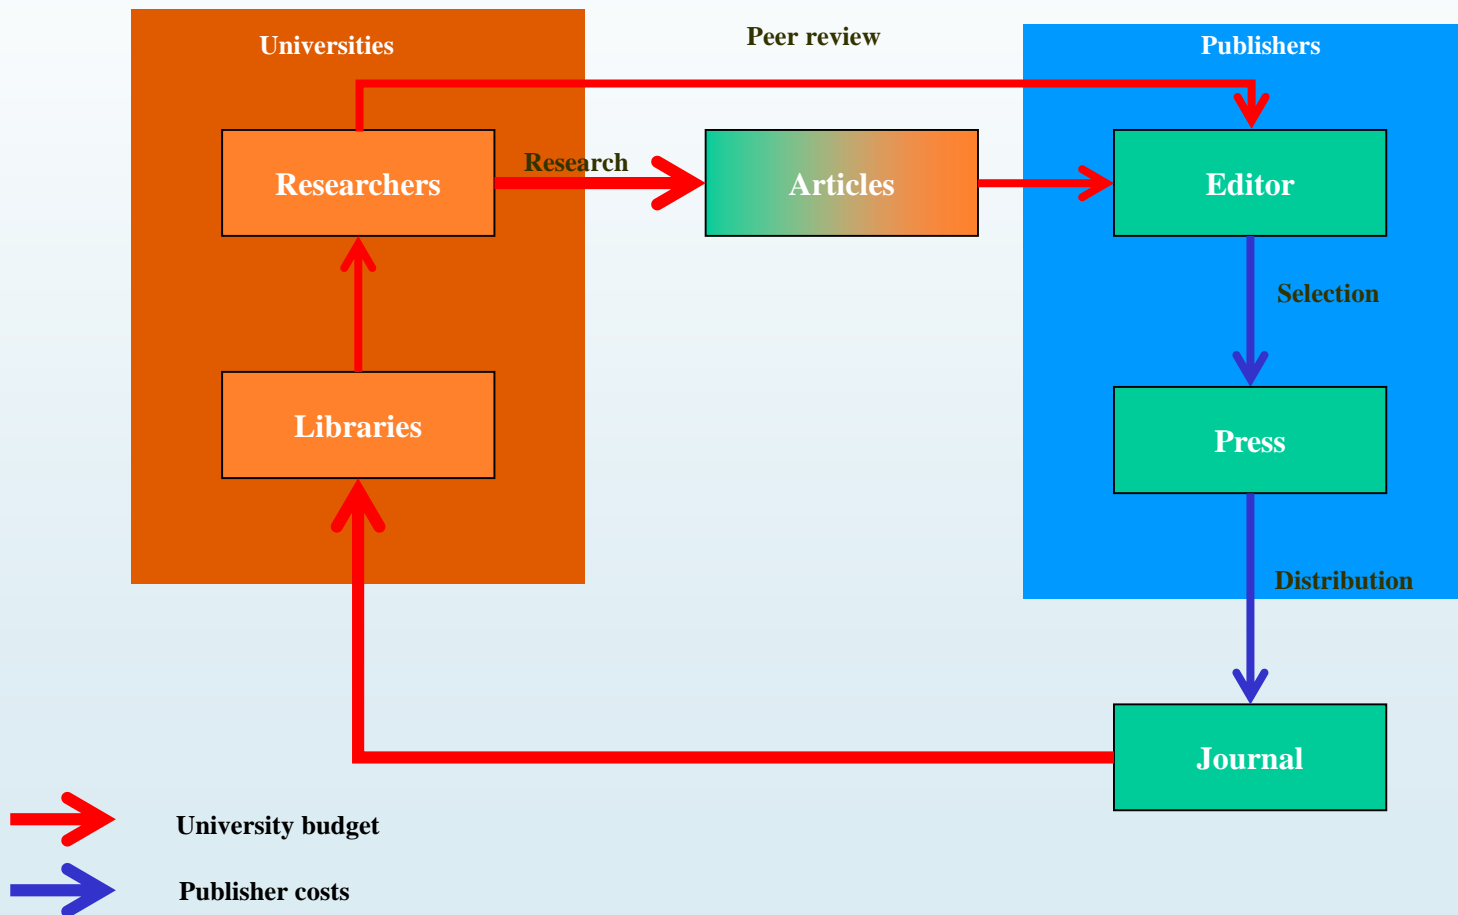 Universities
Peer review
Publishers
Researchers
Research
Articles
Editor
Selection
Libraries
Press
Distribution
Journal
University budget
Publisher costs